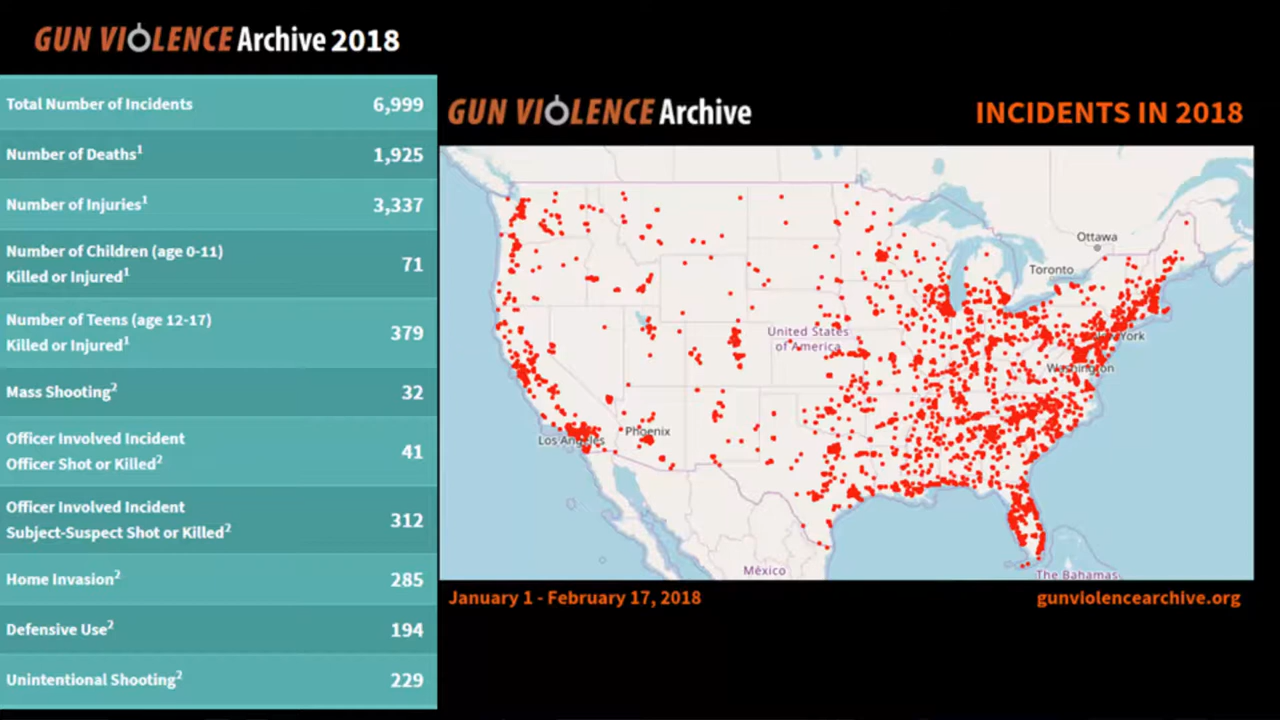 GUN VIOLENCE Archive 2018
Total Number of Incidents 6,999
Number of Deaths1 1,925
Number of Injuries1 3,337
Number of Children (age 0-11)
Killed or Injured1 71
Number of Teens (age 12-17)
Killed or Injured1 379
Mass Shooting2 32
Officer Involved Incident
Officer Shot or Killed2 41
Officer Involved Incident
Subject-Suspect Shot or Killed2 312
Home Invasion2 285
Defensive Use2 194
Unintentional Shooting2 229
GUN VIOLENCE Archive
INCIDENTS IN 2018
Ottawa
Toronto
United States
of America
York
Washington
Los Angeles
Phoenix
México
The Bahamas
January 1 - February 17, 2018
gunviolencearchive.org